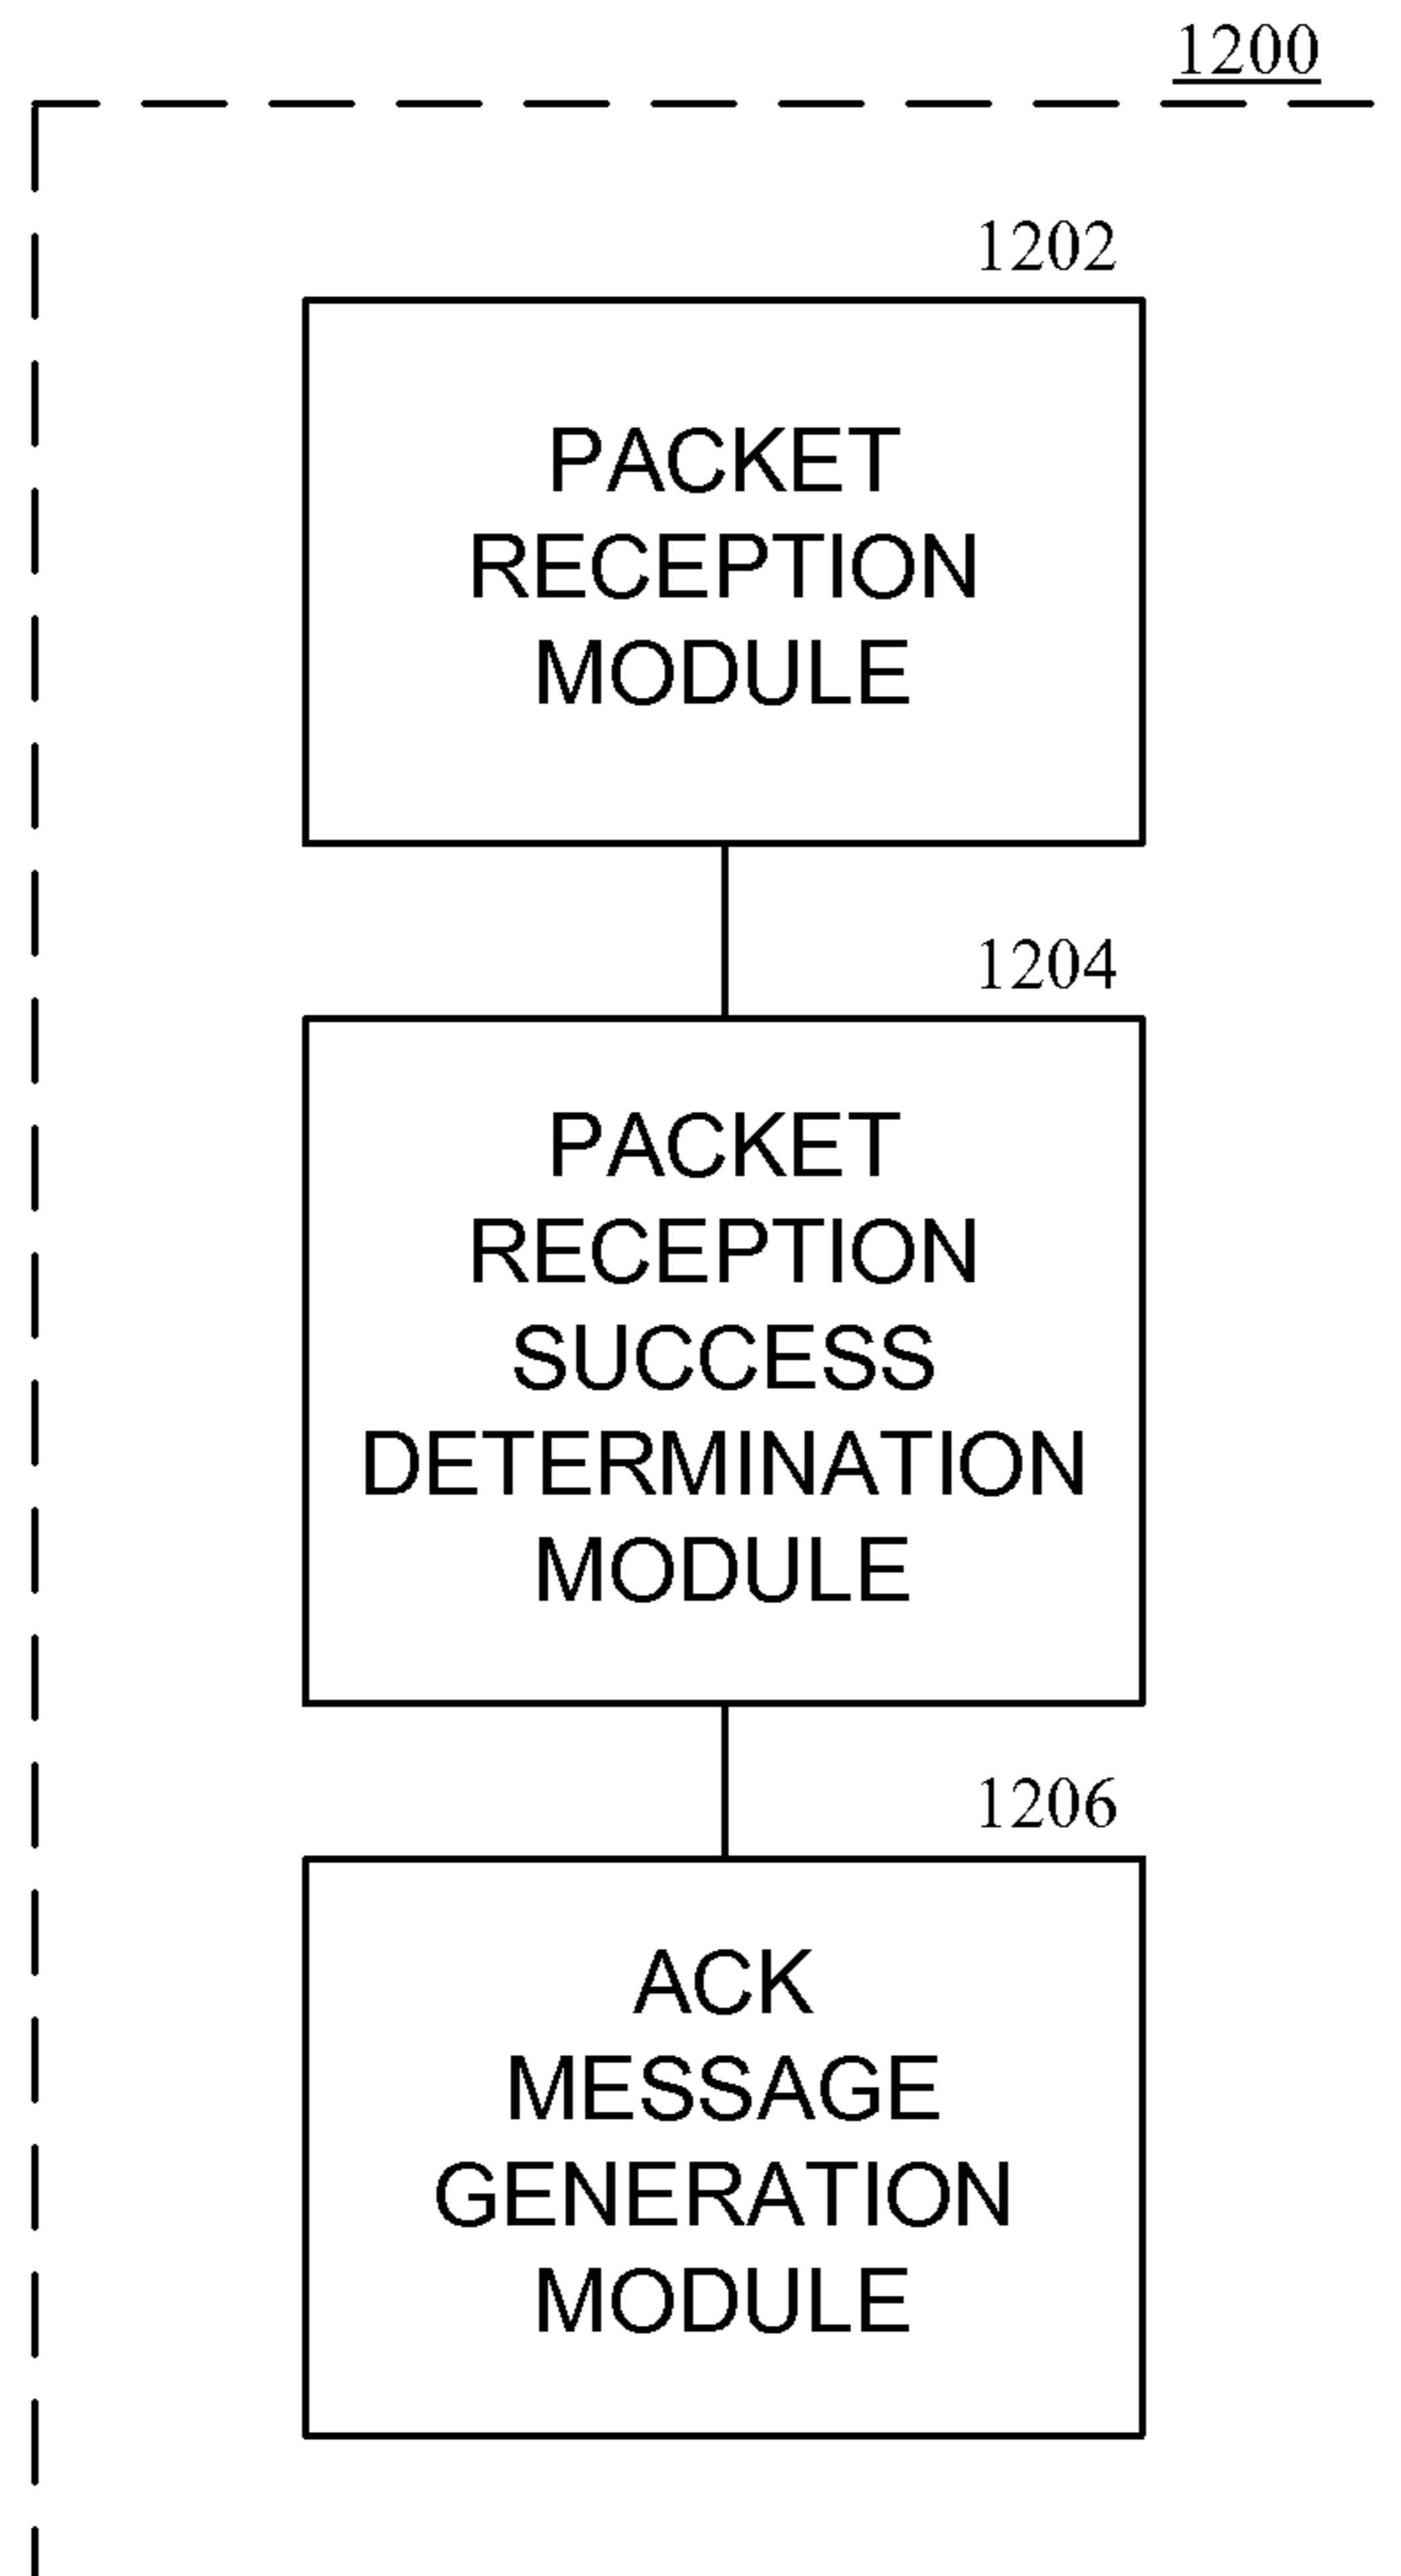 1200
1202
PACKET
RECEPTION
MODULE
1204
PACKET
RECEPTION
SUCCESS
DETERMINATION
MODULE
1206
ACK
MESSAGE
GENERATION
MODULE